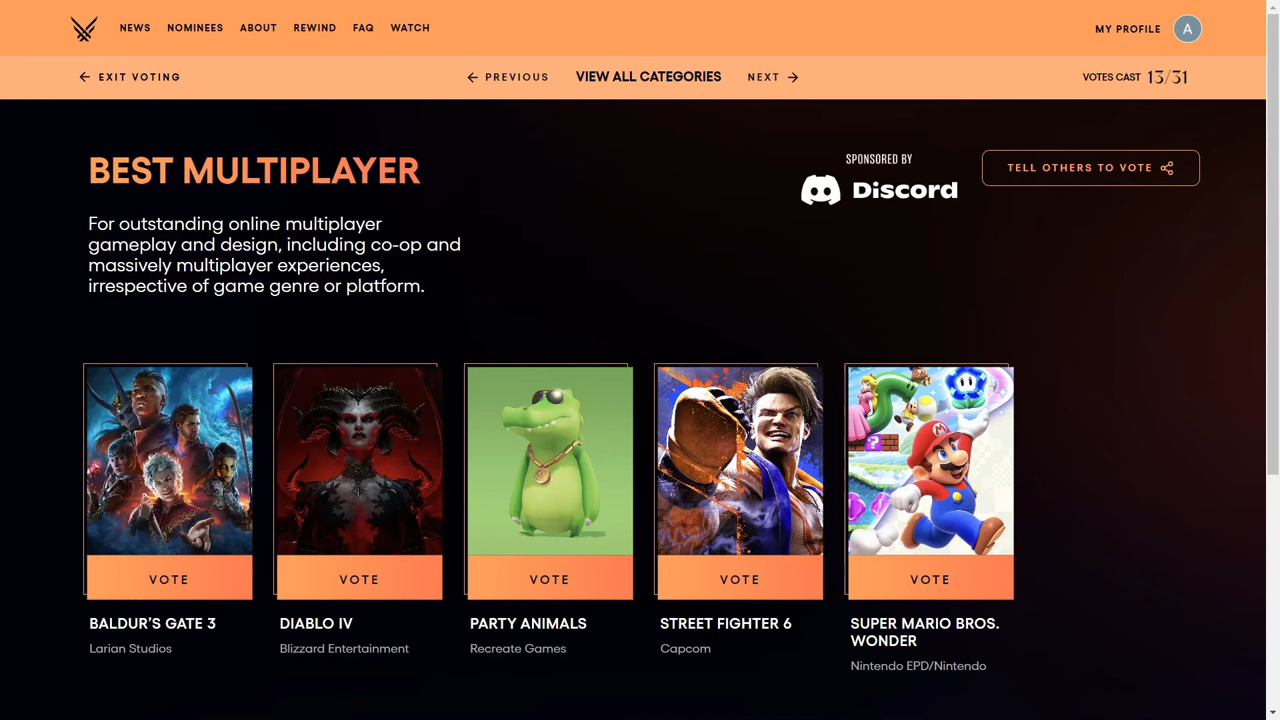 NEWS NOMINEES ABOUT REWIND FAQ WATCH MY PROFILE A
EXIT VOTING PREVIOUS VIEW ALL CATEGORIES NEXT VOTES CAST 13/31
BEST MULTIPLAYER
SPONSORED BY
Discord
TELL OTHERS TO VOTE
For outstanding online multiplayer
gameplay and design, including co-op and
massively multiplayer experiences,
irrespective of game genre or platform.
VOTE VOTE VOTE VOTE VOTE
BALDUR'S GATE 3
Larian Studios
DIABLO IV
Blizzard Entertainment
PARTY ANIMALS
Recreate Games
STREET FIGHTER 6
Capcom
SUPER MARIO BROS.
WONDER
Nintendo EPD/Nintendo